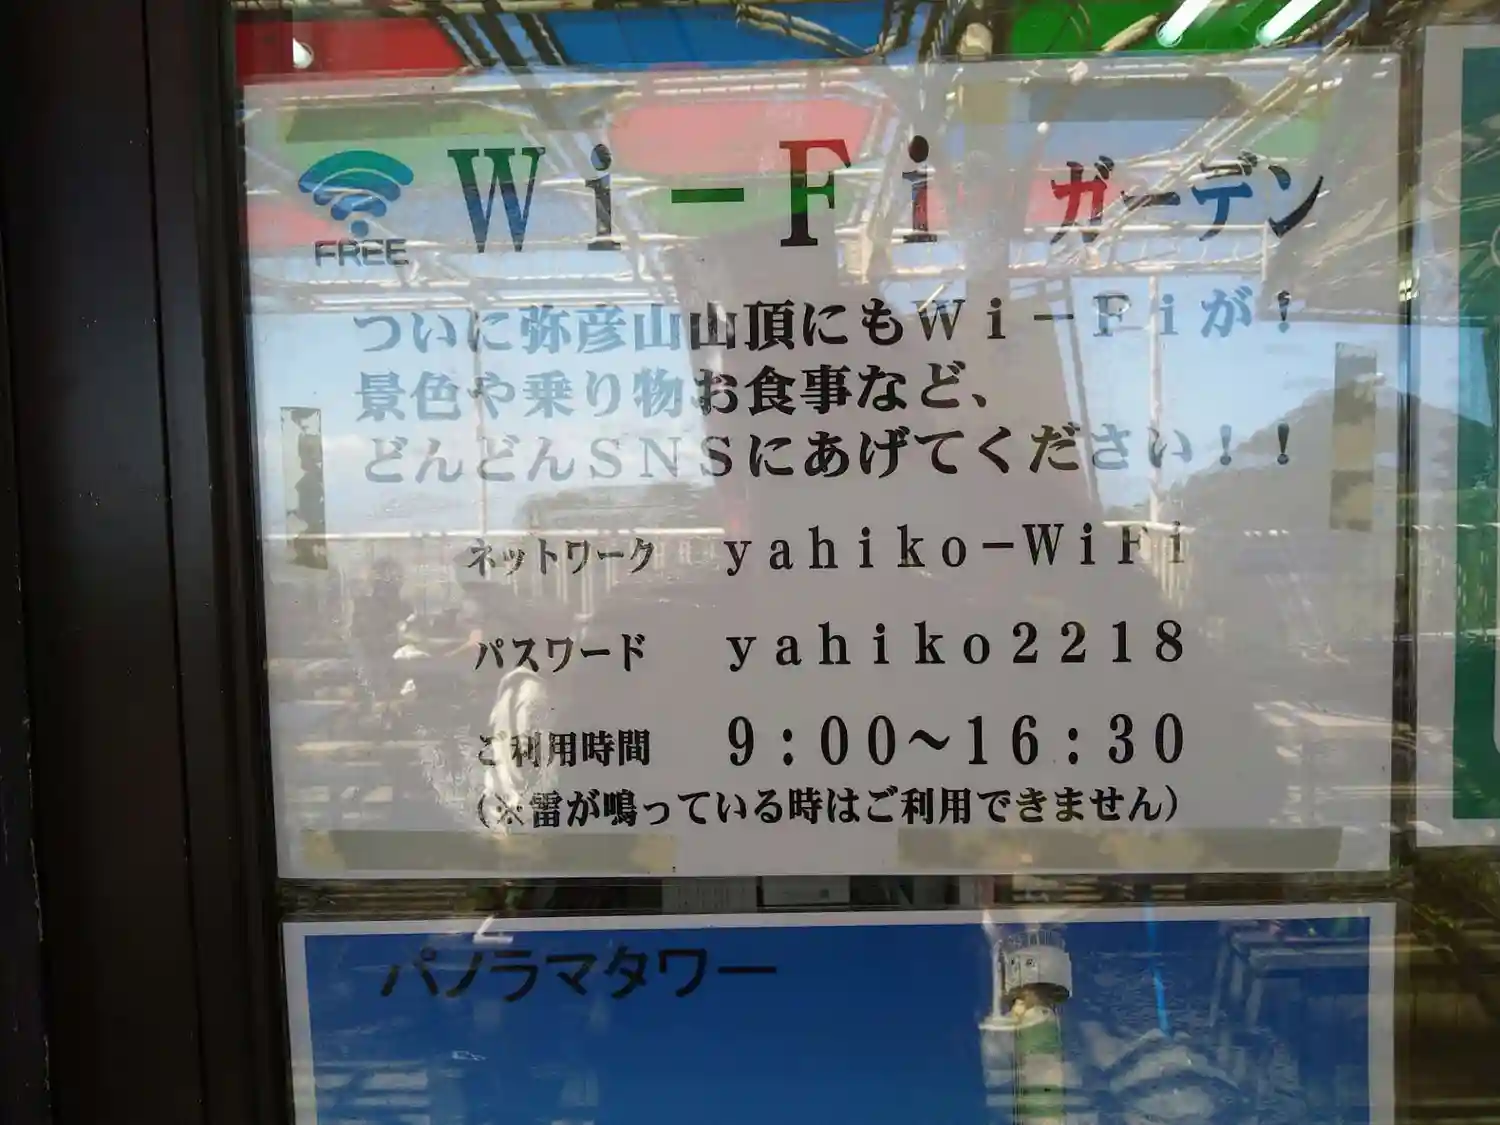 FREE
Wi-Fi ガーデン
ついに弥彦山山頂にもWi-Fiが！
景色や乗り物お食事など、
どんどんSNSにあげてください！！
ネットワーク yahiko-WiFi
パスワード yahiko2218
ご利用時間 9:00～16:30
（※雷が鳴っている時はご利用できません）
パノラマタワー